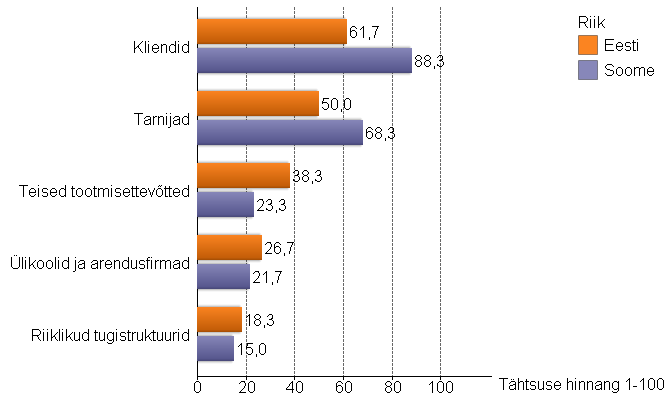 Riik
Eesti
Soome
Kliendid
61,7
88,3
Tarnijad
50,0
68,3
Teised tootmisettevõtted
38,3
23,3
Ülikoolid ja arendusfirmad
26,7
21,7
Riiklikud tugistruktuurid
18,3
15,0
0 20 40 60 80 100
Tähtsuse hinnang 1-100